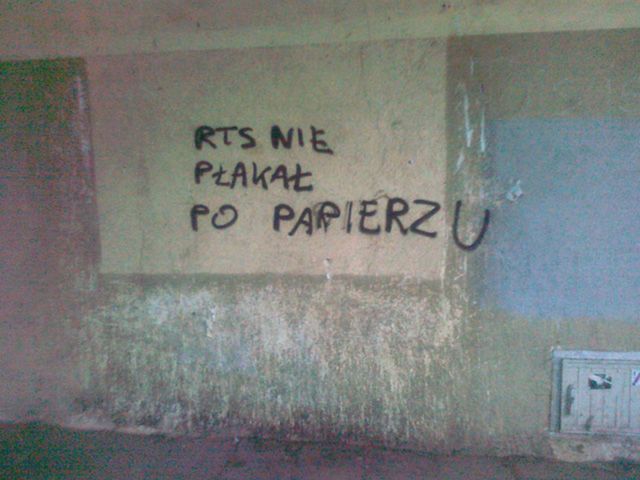 RTS NIE
PŁAKAŁ
PO PAPIERZU